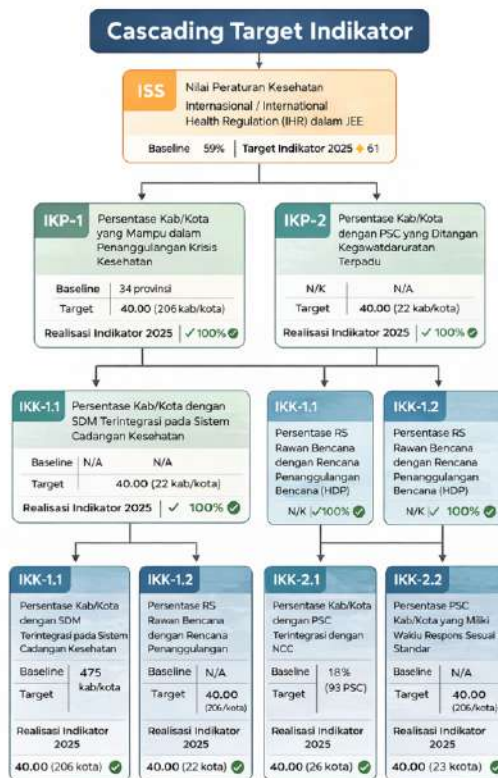 Cascading Target Indikator
ISS
Nilai Peraturan Kesehatan
Internasional / International
Health Regulation (IHR) dalam JEE
Baseline 59% | Target Indikator 2025 ♦ 61
IKP-1
Persentase Kab/Kota
yang Mampu dalam
Penanggulangan Krisis
Kesehatan
Baseline 34 provinsi
Target 40.00 (206 kab/kota)
Realisasi Indikator 2025 | ✓ 100% ✓
IKP-2
Persentase Kab/Kota
dengan PSC yang Ditangan
Kegawatdaruratan
Terpadu
N/K N/A
Target 40.00 (22 kab/kota)
Realisasi Indikator 2025 | ✓ 100% ✓
IKK-1.1
Persentase Kab/Kota dengan
SDM Terintegrasi pada Sistem
Cadangan Kesehatan
Baseline N/A N/A
Target 40.00 (22 kab/kota)
Realisasi Indikator 2025 | ✓ 100% ✓
IKK-1.1
Persentase RS
Rawan Bencana
dengan Rencana
Penanggulangan
Bencana (HDP)
N/K | ✓100% ✓
IKK-1.2
Persentase RS
Rawan Bencana
dengan Rencana
Penanggulangan
Bencana (HDP)
N/K | ✓ 100% ✓
IKK-1.1
Persentase Kab/Kota
dengan SDM
Terintegrasi pada Sistem
Cadangan Kesehatan
Baseline 475
kab/kota
Target
Realisasi Indikator
2025
40.00 (206 kota) ✓
IKK-1.2
Persentase RS
Rawan Bencana
dengan Rencana
Penanggulangan
Baseline N/A
Target 40.00
(206/kota)
Realisasi Indikator
2025
40.00 (22 kota) ✓
IKK-2.1
Persentase Kab/Kota
dengan PSC
Terintegrasi dengan
NCC
Baseline 18%
Target (93 PSC)
Realisasi Indikator
2025
40.00 (26 kota) ✓
IKK-2.2
Persentase PSC
Kab/Kota yang Miliki
Respons Sesual
Standar
Baseline N/A
Target 40.00
(206/kota)
Realisasi Indikator
2025
40.00 (23 kota) ✓